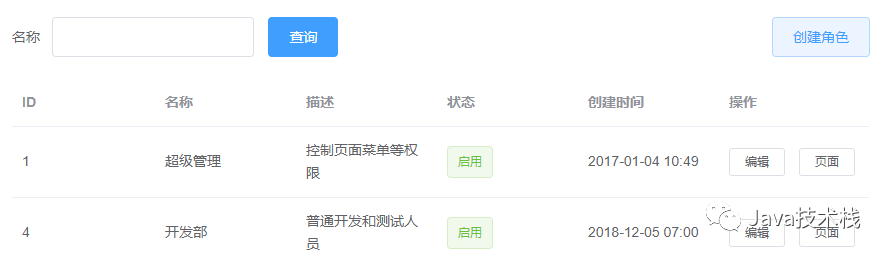 名称 查询 创建角色
ID 名称 描述 状态 创建时间 操作
1 超级管理 控制页面菜单等权 启用 2017-01-04 10:49 编辑 页面
限
4 开发部 普通开发和测试人 启用 2018-12-05 07:00 编辑 页面
员
Java技术栈